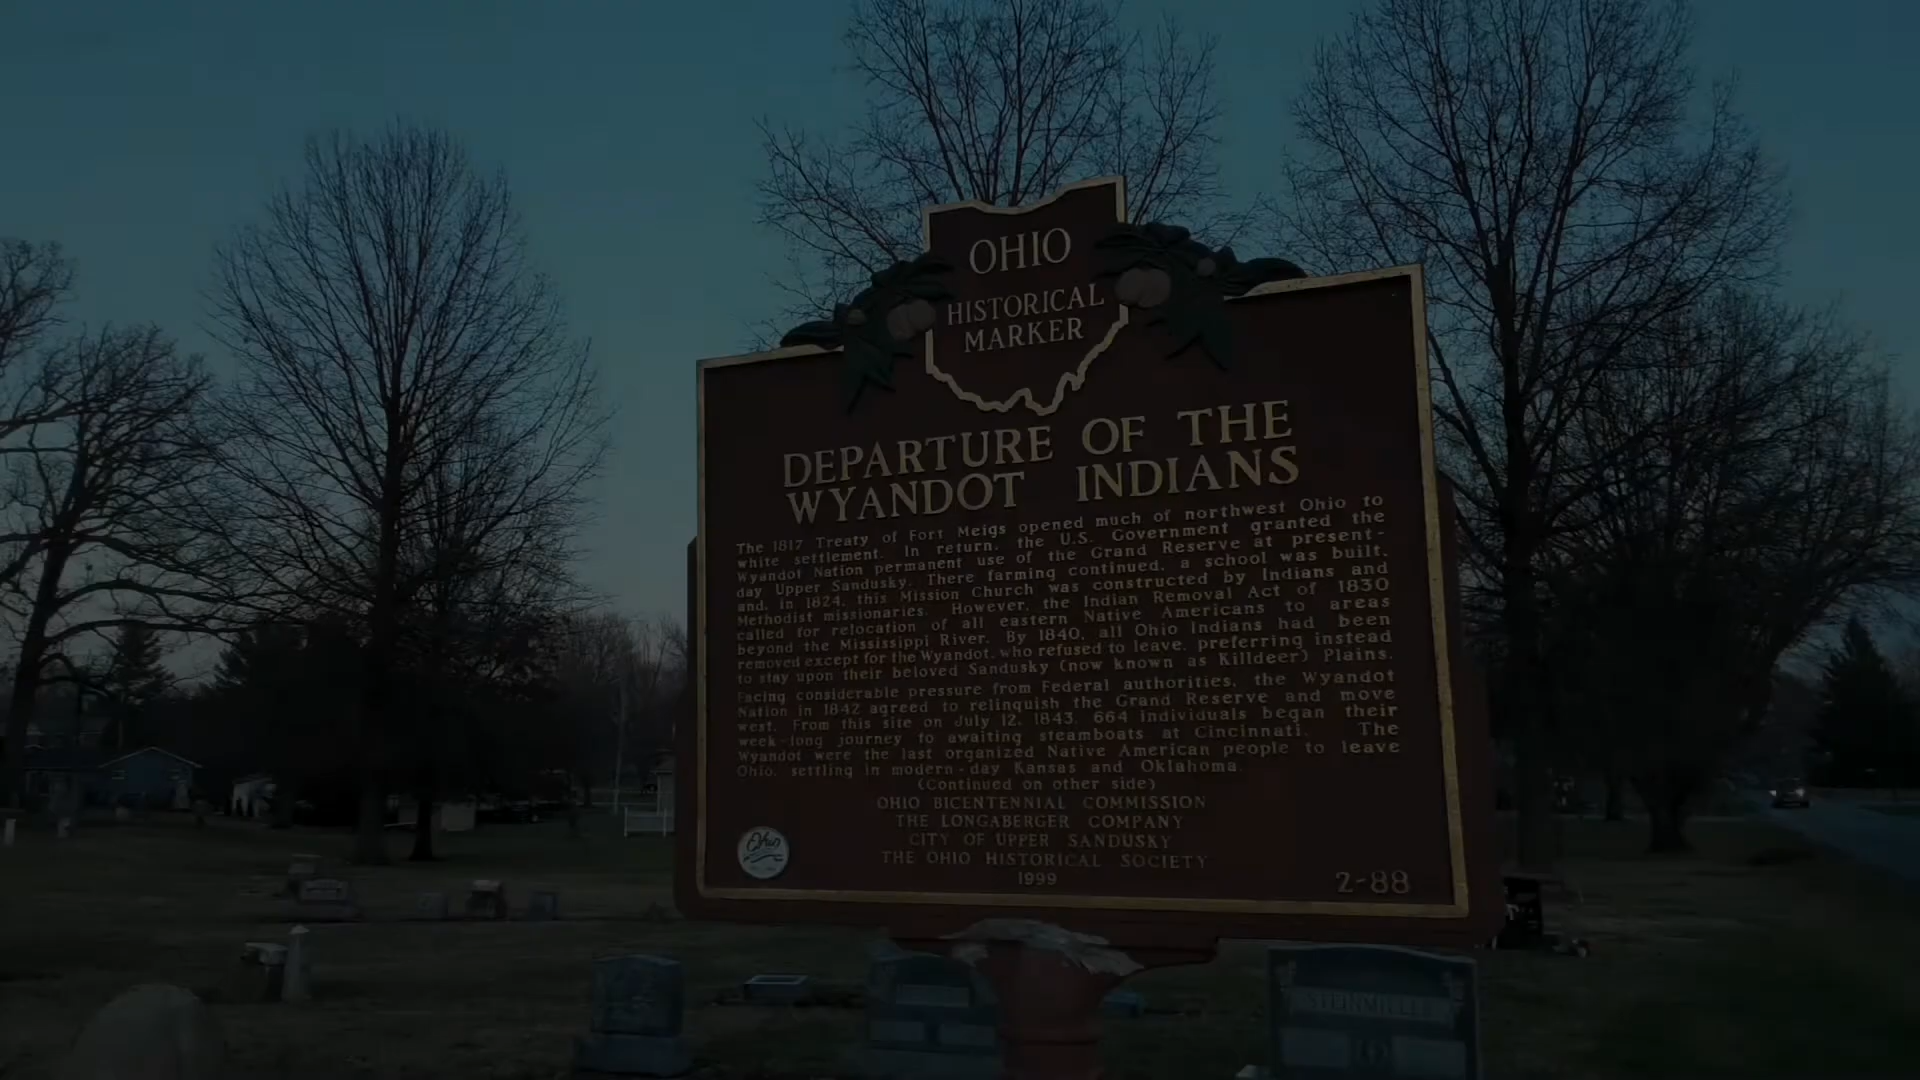 OHIO
HISTORICAL
MARKER
DEPARTURE OF THE
WYANDOT INDIANS
The 1817 Treaty of Fort Meigs opened much of northwest Ohio to
white settlement. In return, the U.S. Government granted the
Wyandot Nation permanent use of the Grand Reserve at present-
day Upper Sandusky. There farming continued, a school was built,
and, in 1824, this Mission Church was constructed by Indians and
Methodist missionaries. However, the Indian Removal Act of 1830
called for relocation of all eastern Native Americans to areas
beyond the Mississippi River. By 1840, all Ohio Indians had been
removed except for the Wyandot, who refused to leave, preferring instead
to stay upon their beloved Sandusky (now known as Killdeer) Plains.
Facing considerable pressure from Federal authorities, the Wyandot
Nation in 1842 agreed to relinquish the Grand Reserve and move
west. From this site on July 12, 1843, 664 individuals began their
week-long journey to awaiting steamboats at Cincinnati. The
Wyandot were the last organized Native American people to leave
Ohio, settling in modern-day Kansas and Oklahoma.
(Continued on other side)
OHIO BICENTENNIAL COMMISSION
THE LONGABERGER COMPANY
CITY OF UPPER SANDUSKY
THE OHIO HISTORICAL SOCIETY
1999
2-88
Ohio